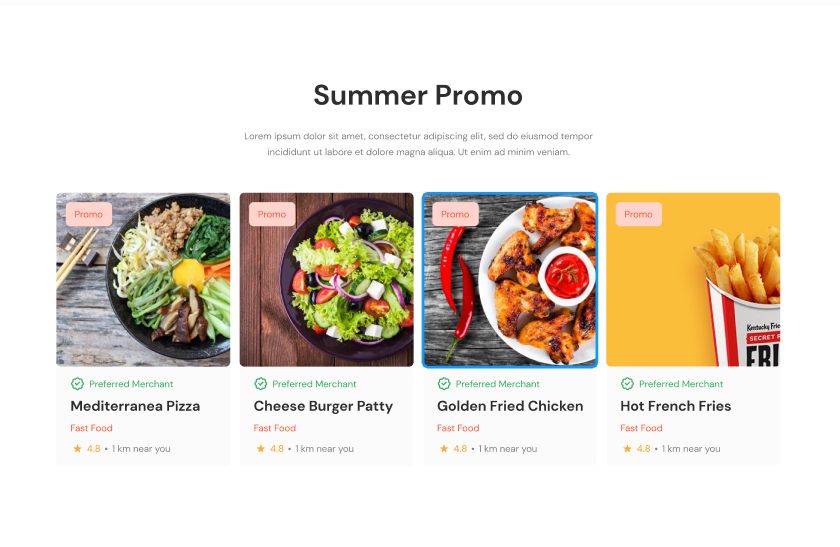 Summer Promo
Lorem ipsum dolor sit amet, consectetur adipiscing elit, sed do eiusmod tempor
incididunt ut labore et dolore magna aliqua. Ut enim ad minim veniam.
Promo
Preferred Merchant
Mediterranea Pizza
Fast Food
4.8 • 1 km near you
Promo
Preferred Merchant
Cheese Burger Patty
Fast Food
4.8 • 1 km near you
Promo
Preferred Merchant
Golden Fried Chicken
Fast Food
4.8 • 1 km near you
Promo
Kentucky Frie
SECRET R
FRI
Preferred Merchant
Hot French Fries
Fast Food
4.8 • 1 km near you